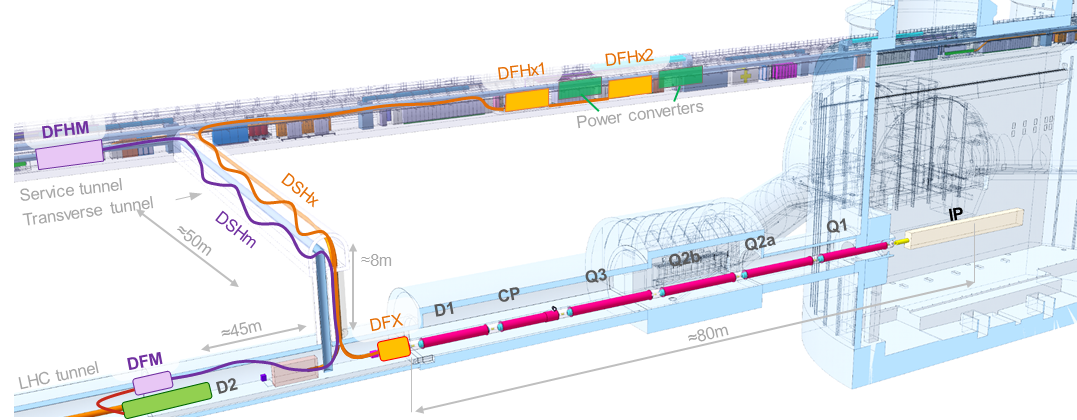 DFHx1
DFHx2
DFHM
Power converters
Service tunnel
Transverse tunnel
DSHx
DSHm
≈50m
≈8m
IP
Q1
Q2a
Q2b
Q3
CP
D1
DFX
≈45m
≈80m
LHC tunnel
DFM
D2